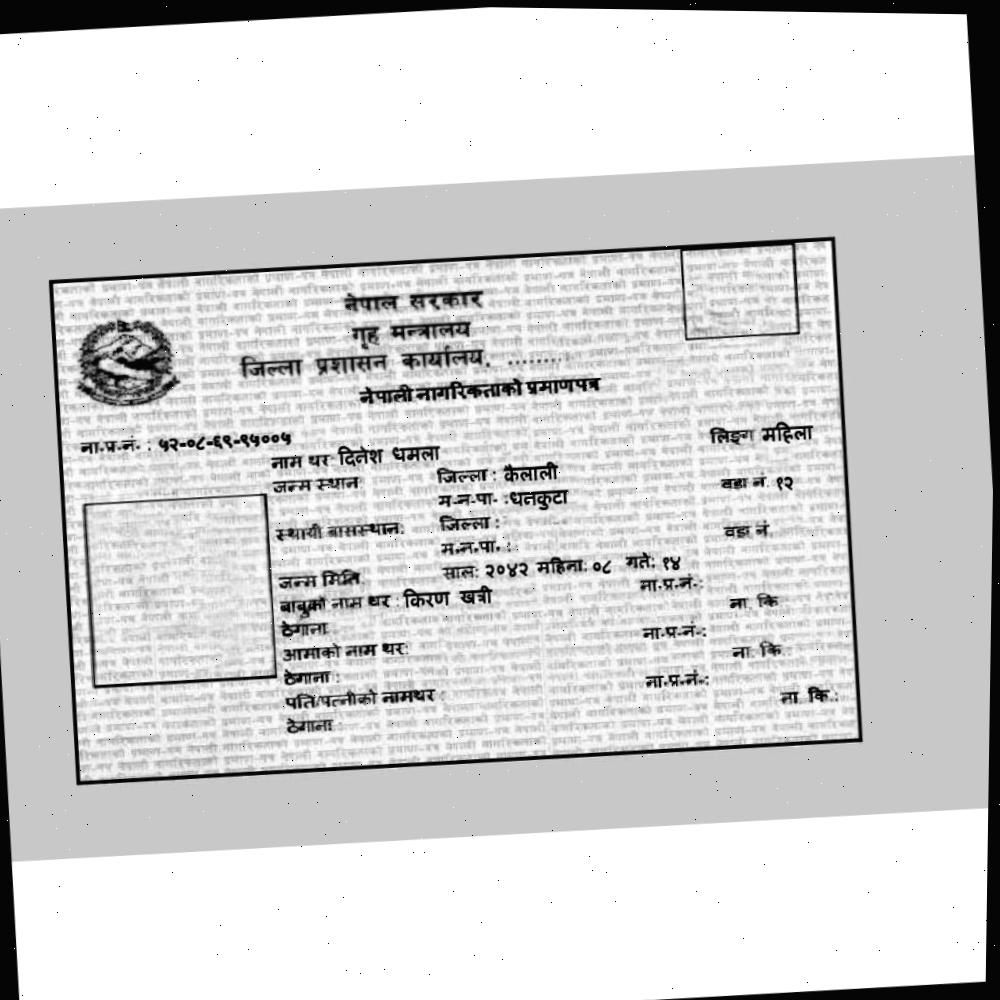 नेपाल सरकार
गृह मन्त्रालय
जिल्ला प्रशासन कार्यालय, ........
नेपाली नागरिकताको प्रमाणपत्र
ना.प्र.नं. : ५२-०८-६९-९५००५
लिङ्ग महिला
नाम थर दिनेश धमला
जन्म स्थान जिल्ला : कैलाली
म.न.पा. :धनकुटा वडा नं. १२
स्थायी बासस्थान: जिल्ला :
म.न.पा. : वडा नं.
जन्म मिति साल: २०४२ महिना: ०८ गते: १४
बाबुको नाम थर : किरण खत्री ना.प्र.नं.:
ठेगाना ना. कि
आमाको नाम थर: ना.प्र.नं.:
ठेगाना : ना. कि.:
पति/पत्नीको नामथर : ना.प्र.नं.:
ठेगाना ना. कि.: